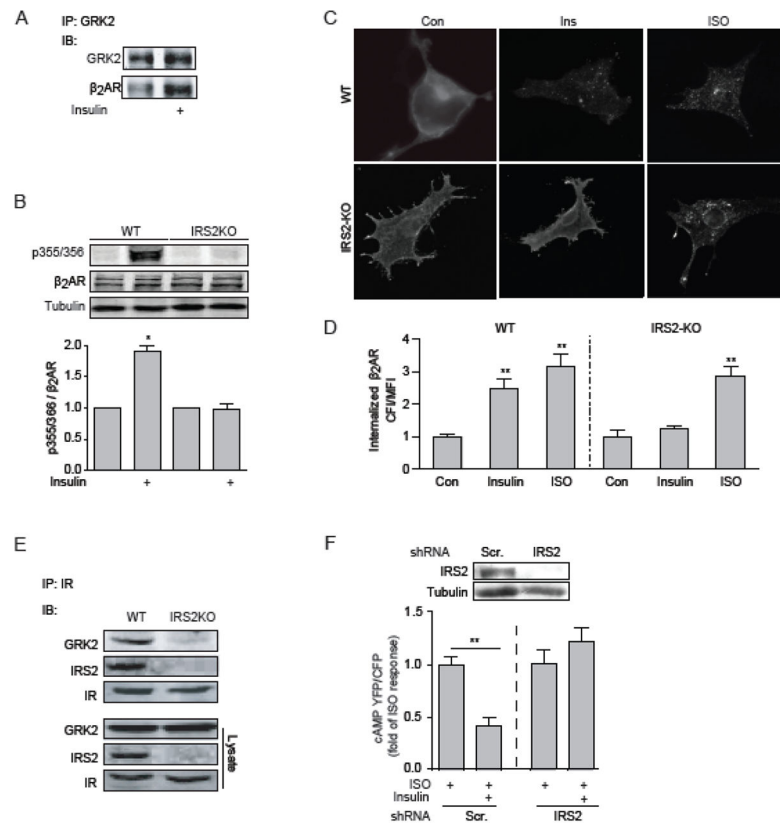 A
IP: GRK2
IB:
GRK2
β2AR
Insulin +
B
WT IRS2KO
p355/356
β2AR
Tubulin
p355/366 / β2AR
2.0
1.5
1.0
0.5
0.0
*
Insulin + +
C
Con Ins ISO
WT
IRS2-KO
D
WT IRS2-KO
Internalized β2AR
CFI/MFI
4
3
2
1
0
** ** **
Con Insulin ISO Con Insulin ISO
E
IP: IR
IB:
WT IRS2KO
GRK2
IRS2
IR
GRK2
IRS2
IR
Lysate
F
shRNA Scr. IRS2
IRS2
Tubulin
cAMP YFP/CFP
(fold of ISO response)
1.5
1.0
0.5
0.0
**
ISO + + + +
Insulin + +
shRNA Scr. IRS2